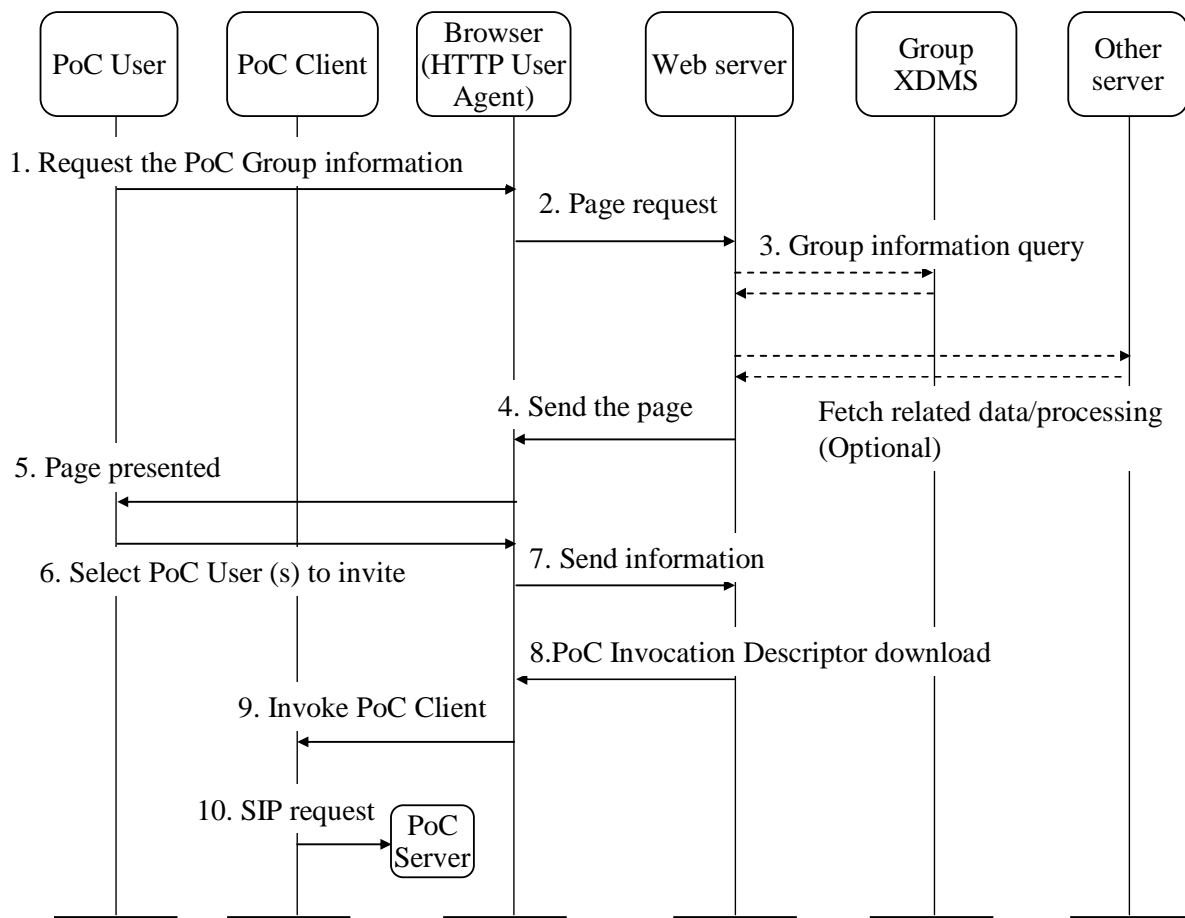 PoC User
PoC Client
Browser
(HTTP User
Agent)
Web server
Group
XDMS
Other
server
1. Request the PoC Group information
2. Page request
3. Group information query
4. Send the page
Fetch related data/processing
(Optional)
5. Page presented
6. Select PoC User (s) to invite
7. Send information
8.PoC Invocation Descriptor download
9. Invoke PoC Client
10. SIP request
PoC
Server